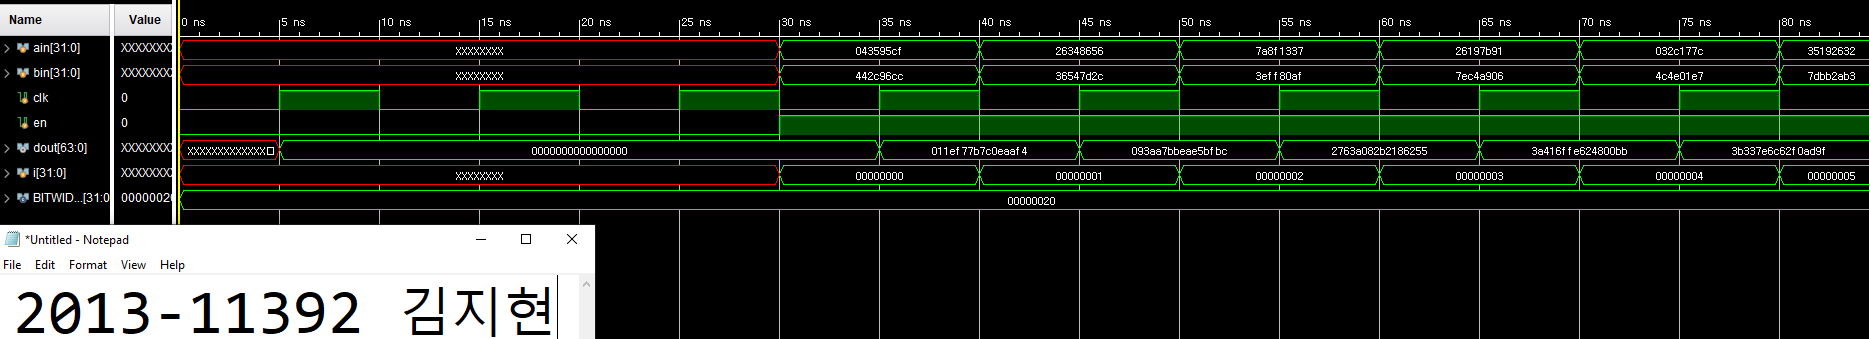 Name Value 0 ns 5 ns 10 ns 15 ns 20 ns 25 ns 30 ns 35 ns 40 ns 45 ns 50 ns 55 ns 60 ns 65 ns 70 ns 75 ns 80 ns
ain[31:0] XXXXXXXX XXXXXXXX 043595cf 26348656 7a8f1337 26197b91 032c177c 35192632
bin[31:0] XXXXXXXX XXXXXXXX 442c96cc 36547d2c 3eff80af 7ec4a906 4c4e01e7 7dbb2ab3
clk 0
en 0
dout[63:0] XXXXXXXX XXXXXXXXXXXXX 0000000000000000 011ef77b7c0eaaf4 093aa7bbeae5bfbc 2763a082b2186255 3a416ffe624800bb 3b337e6c62f0ad9f
i[31:0] XXXXXXXX XXXXXXXX 00000000 00000001 00000002 00000003 00000004 00000005
BITWID...[31:0 00000020 00000020
*Untitled - Notepad
File Edit Format View Help
2013-11392 김지현